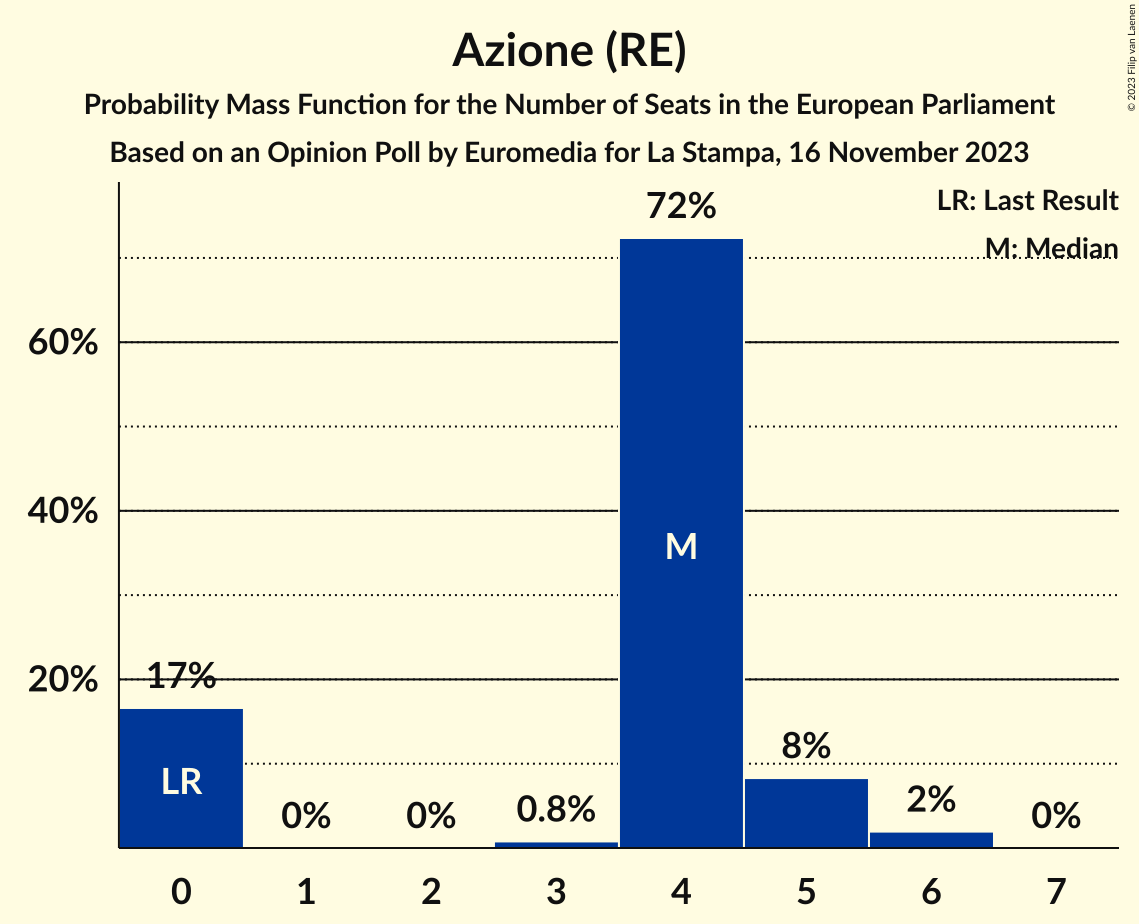 Azione (RE)
Probability Mass Function for the Number of Seats in the European Parliament
Based on an Opinion Poll by Euromedia for La Stampa, 16 November 2023
© 2023 Filip van Laenen
LR: Last Result
M: Median
72%
60%
40%
M
20%
17%
LR
0%
0%
0.8%
8%
2%
0%
0 1 2 3 4 5 6 7